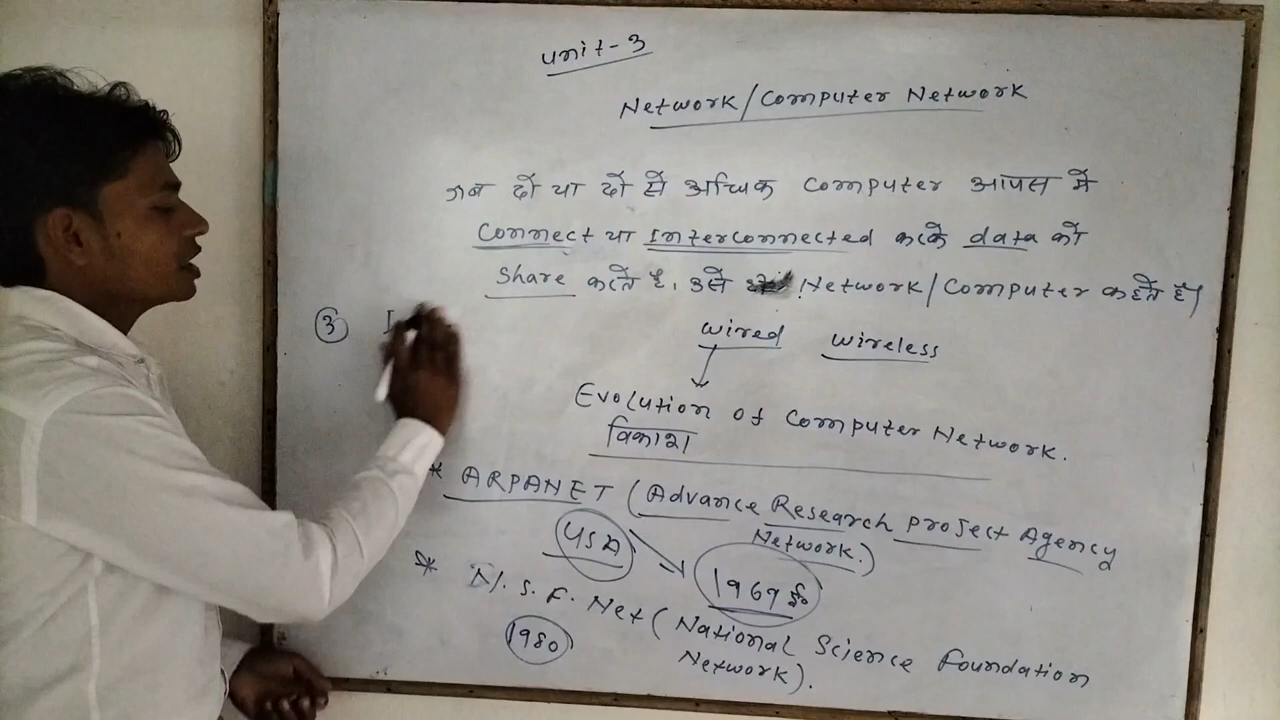 Unit-3
Network/Computer Network
जब दो या दो से अधिक Computer आपस में
Connect या Interconnected करके data को
Share करते है, उसे Network/Computer कहते है।
③ I
wired wireless
Evolution of Computer Network.
विकाश
* ARPANET (Advance Research Project Agency
Network.)
USA 1969 ई०
* N. S. F. Net (National Science Foundation
Network).
1980